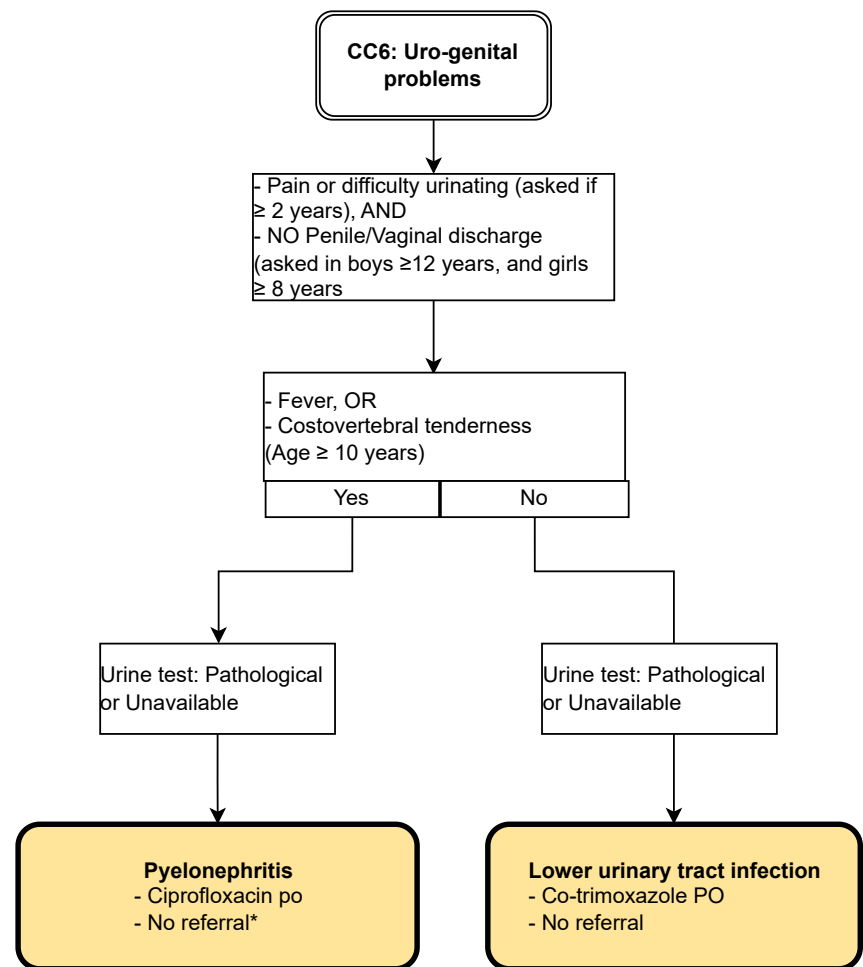 CC6: Uro-genital
problems
- Pain or difficulty urinating (asked if
≥ 2 years), AND
- NO Penile/Vaginal discharge
(asked in boys ≥12 years, and girls
≥ 8 years
- Fever, OR
- Costovertebral tenderness
(Age ≥ 10 years)
Yes
No
Urine test: Pathological
or Unavailable
Urine test: Pathological
or Unavailable
Pyelonephritis
- Ciprofloxacin po
- No referral*
Lower urinary tract infection
- Co-trimoxazole PO
- No referral